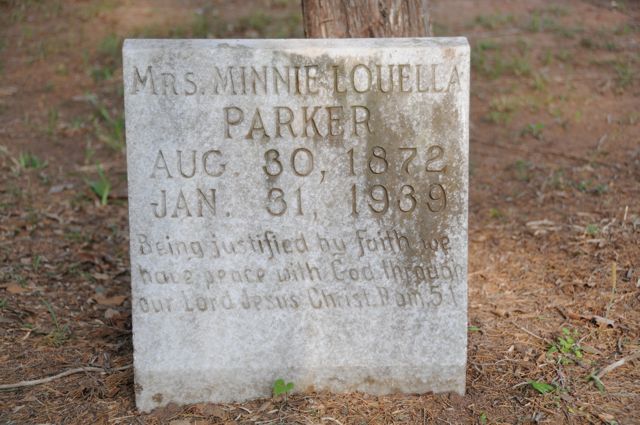 MRS. MINNIE LOUELLA
PARKER
AUG. 30, 1872
JAN. 31, 1939
Being justified by faith we
have peace with God through
our Lord Jesus Christ. Rom. 5:1